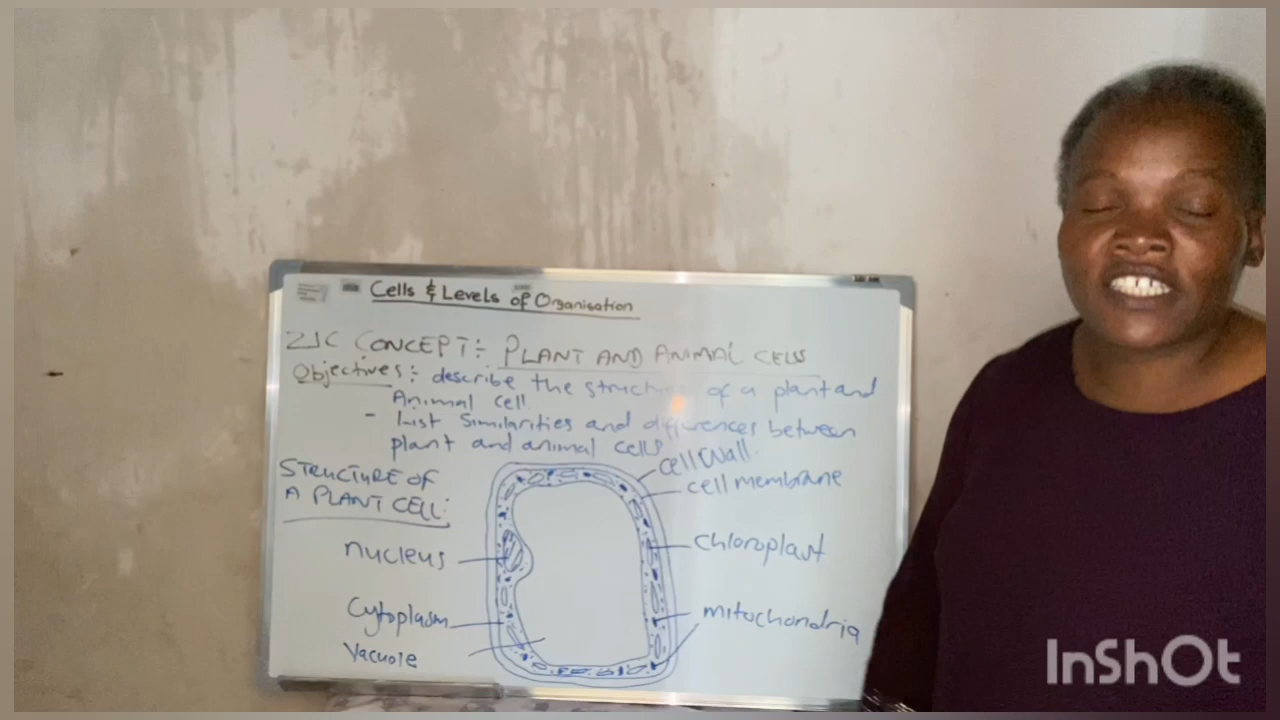 Cells & Levels of Organisation
ZJC CONCEPT:- PLANT AND ANIMAL CELLS
Objectives :- describe the structure of a plant and
Animal cell.
- List Similarities and differences between
plant and animal cells
STRUCTURE OF
A PLANT CELL:
cell wall.
cell membrane
nucleus
chloroplast
Cytoplasm
mitochondria
Vacuole
InShOt